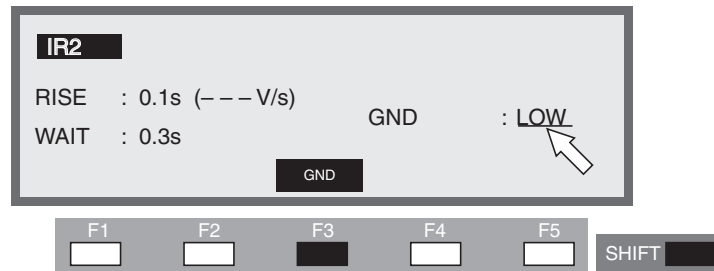 IR2
RISE : 0.1s (– – – V/s)
GND : LOW
WAIT : 0.3s
GND
F1 F2 F3 F4 F5
SHIFT